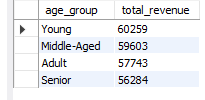 age_group total_revenue
Young 60259
Middle-Aged 59603
Adult 57743
Senior 56284